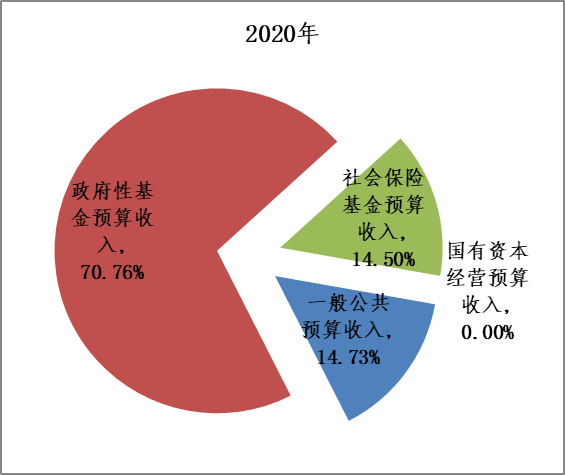 2020年
政府性基
金预算收
入，
70.76%
社会保险
基金预算
收入，
14.50%
国有资本
经营预算
收入，
0.00%
一般公共
预算收入，
14.73%